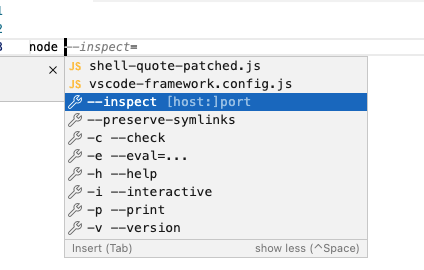 1
2
3 node --inspect=
JS shell-quote-patched.js
JS vscode-framework.config.js
--inspect [host:]port
--preserve-symlinks
-c --check
-e --eval=...
-h --help
-i --interactive
-p --print
-v --version
Insert (Tab) show less (^Space)